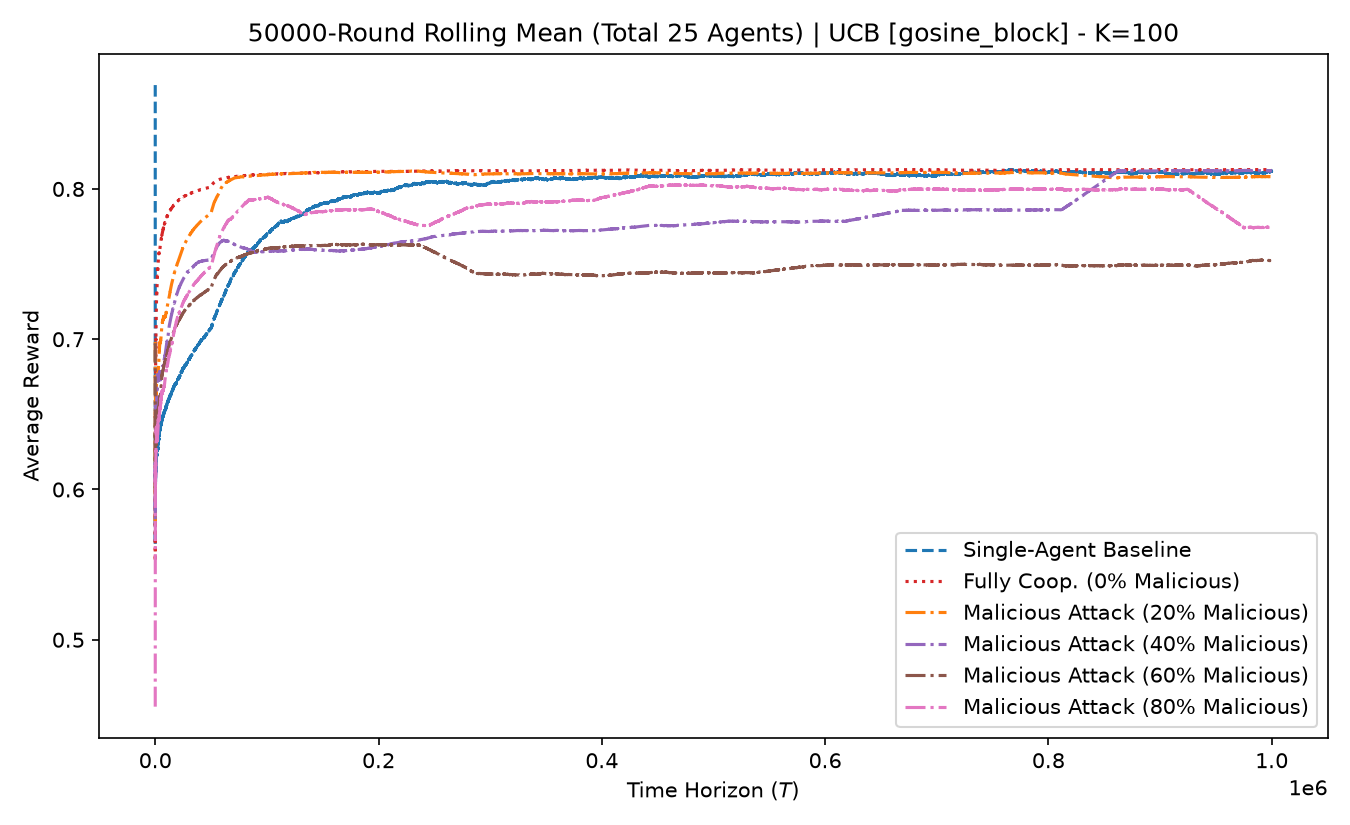 50000-Round Rolling Mean (Total 25 Agents) | UCB [gosine_block] - K=100
Average Reward
0.8
0.7
0.6
0.5
Single-Agent Baseline
Fully Coop. (0% Malicious)
Malicious Attack (20% Malicious)
Malicious Attack (40% Malicious)
Malicious Attack (60% Malicious)
Malicious Attack (80% Malicious)
0.0 0.2 0.4 0.6 0.8 1.0
1e6
Time Horizon (T)